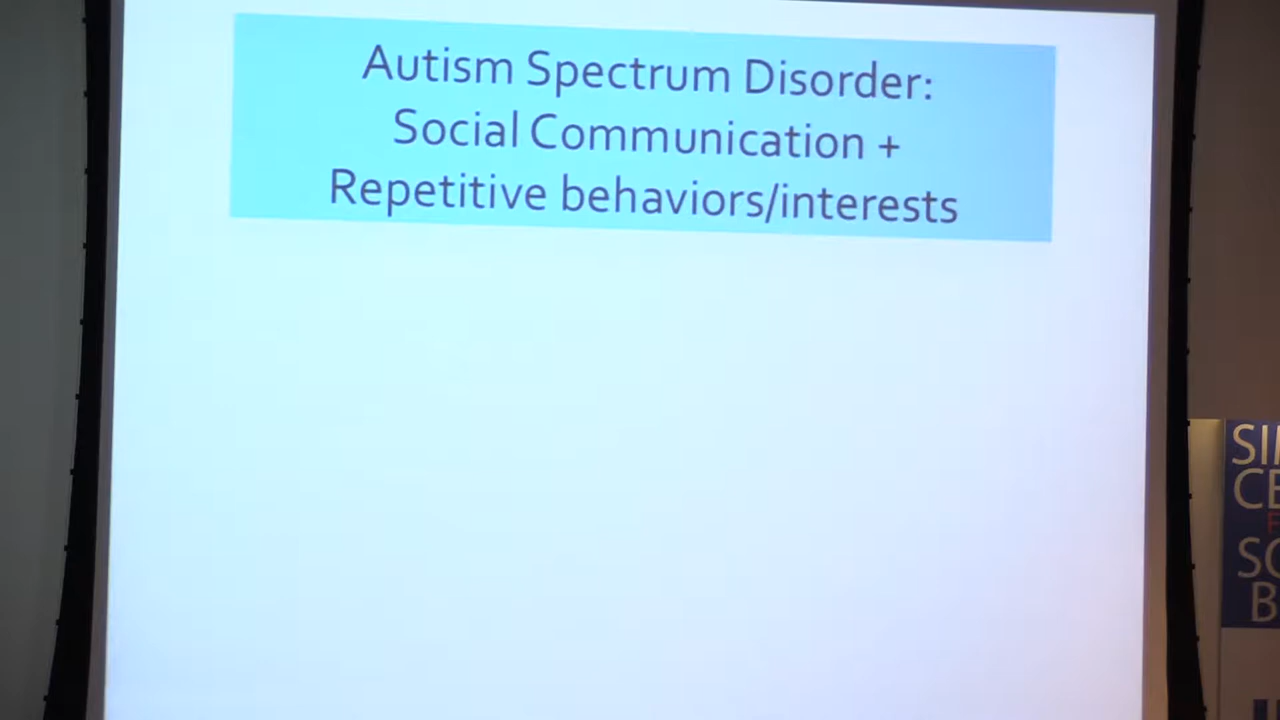 Autism Spectrum Disorder:
Social Communication +
Repetitive behaviors/interests